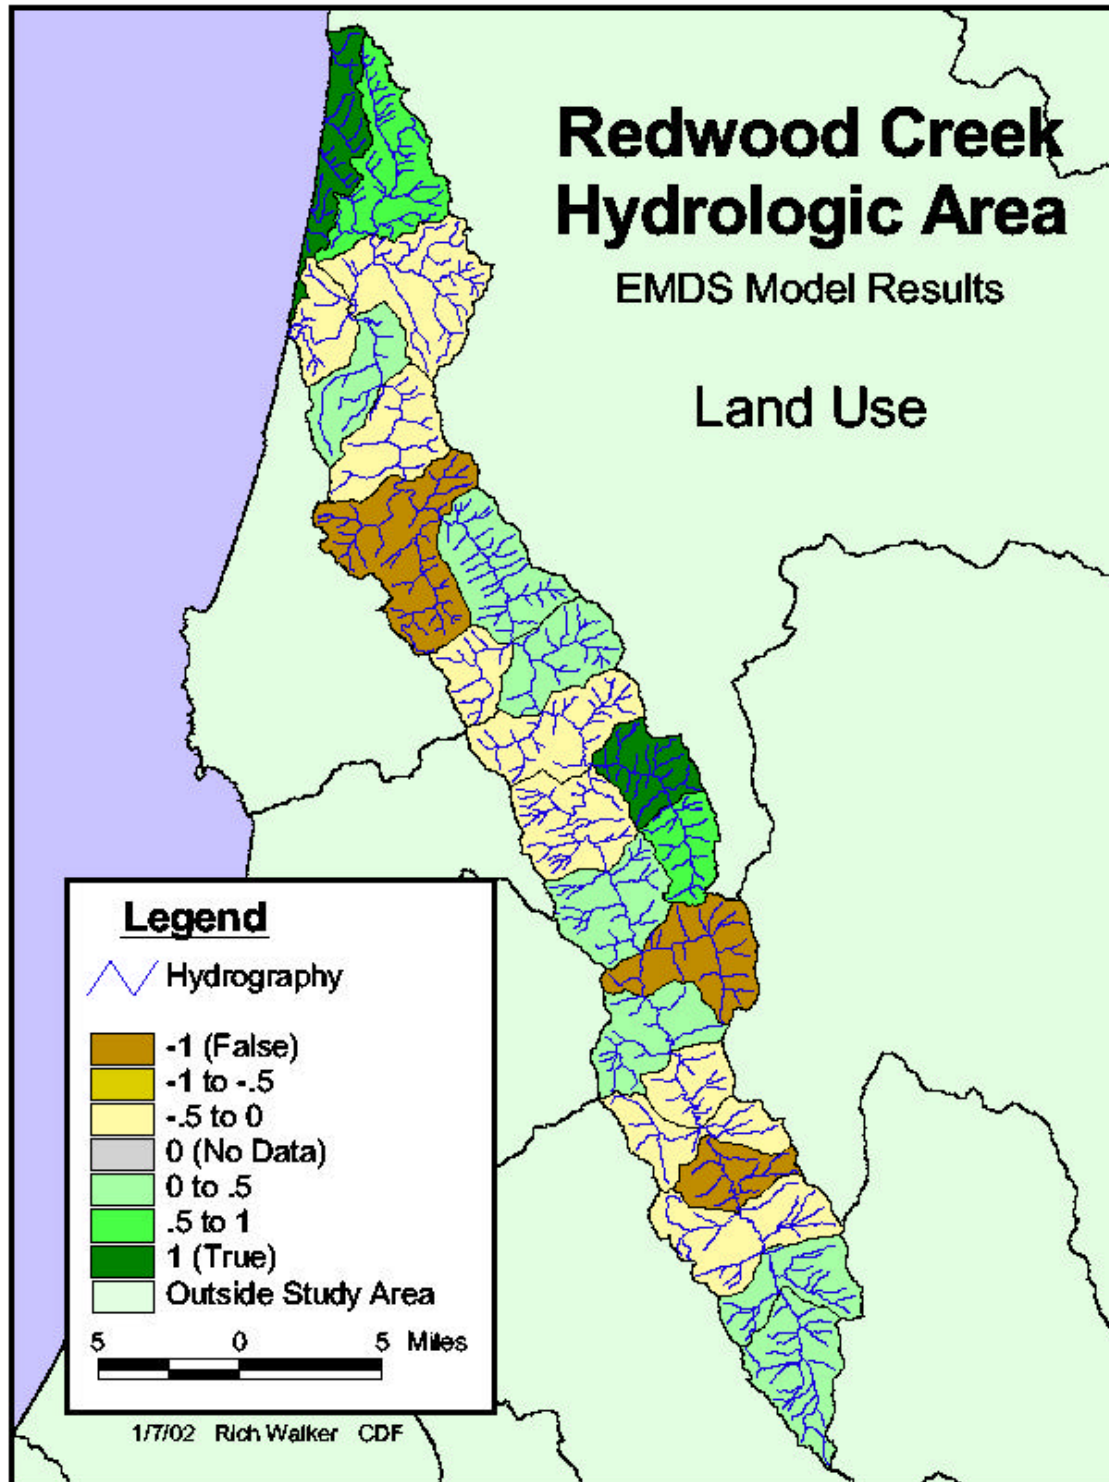 Redwood Creek
Hydrologic Area
EMDS Model Results
Land Use
Legend
Hydrography
-1 (False)
-1 to -.5
-.5 to 0
0 (No Data)
0 to .5
.5 to 1
1 (True)
Outside Study Area
5 0 5 Miles
1/7/02 Rich Walker CDF